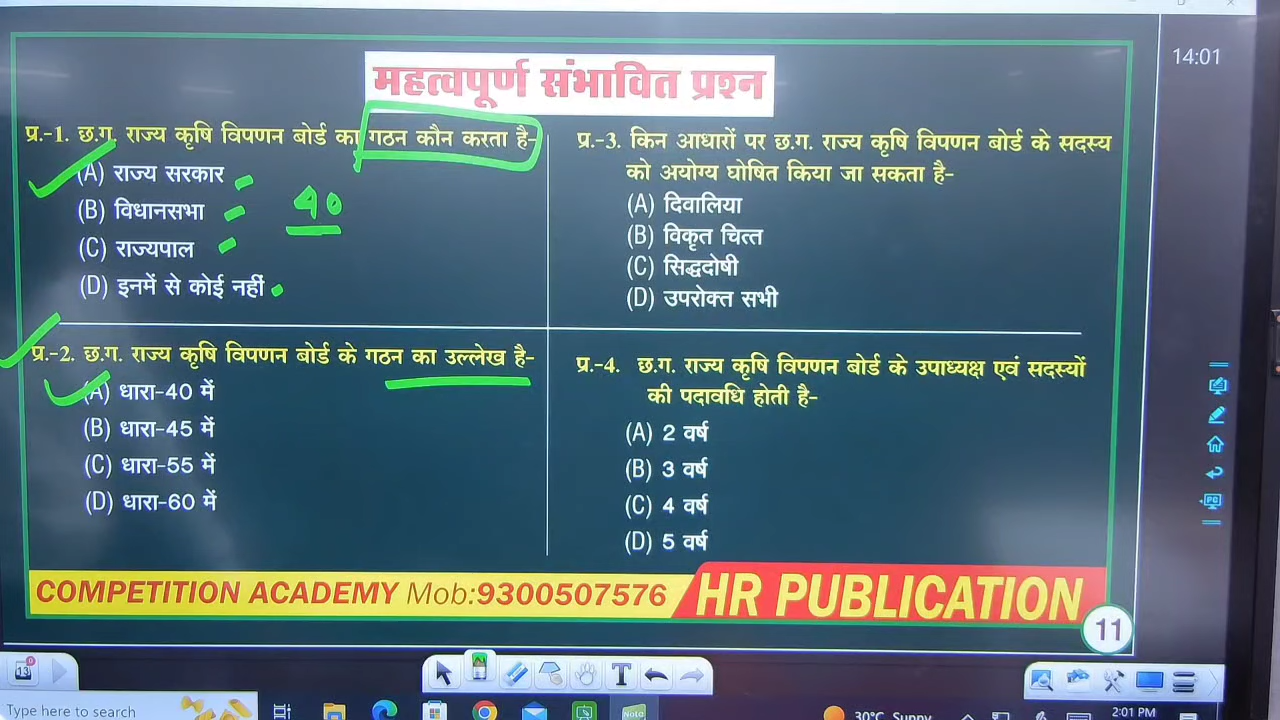 14:01
महत्वपूर्ण संभावित प्रश्न
प्र.-1. छ.ग. राज्य कृषि विपणन बोर्ड का गठन कौन करता है-
(A) राज्य सरकार
(B) विधानसभा
(C) राज्यपाल
(D) इनमें से कोई नहीं
40
प्र.-2. छ.ग. राज्य कृषि विपणन बोर्ड के गठन का उल्लेख है-
(A) धारा-40 में
(B) धारा-45 में
(C) धारा-55 में
(D) धारा-60 में
प्र.-3. किन आधारों पर छ.ग. राज्य कृषि विपणन बोर्ड के सदस्य
को अयोग्य घोषित किया जा सकता है-
(A) दिवालिया
(B) विकृत चित्त
(C) सिद्धदोषी
(D) उपरोक्त सभी
प्र.-4. छ.ग. राज्य कृषि विपणन बोर्ड के उपाध्यक्ष एवं सदस्यों
की पदावधि होती है-
(A) 2 वर्ष
(B) 3 वर्ष
(C) 4 वर्ष
(D) 5 वर्ष
COMPETITION ACADEMY Mob:9300507576 HR PUBLICATION
11
13
T
Type here to search
30°C Sunny
2:01 PM